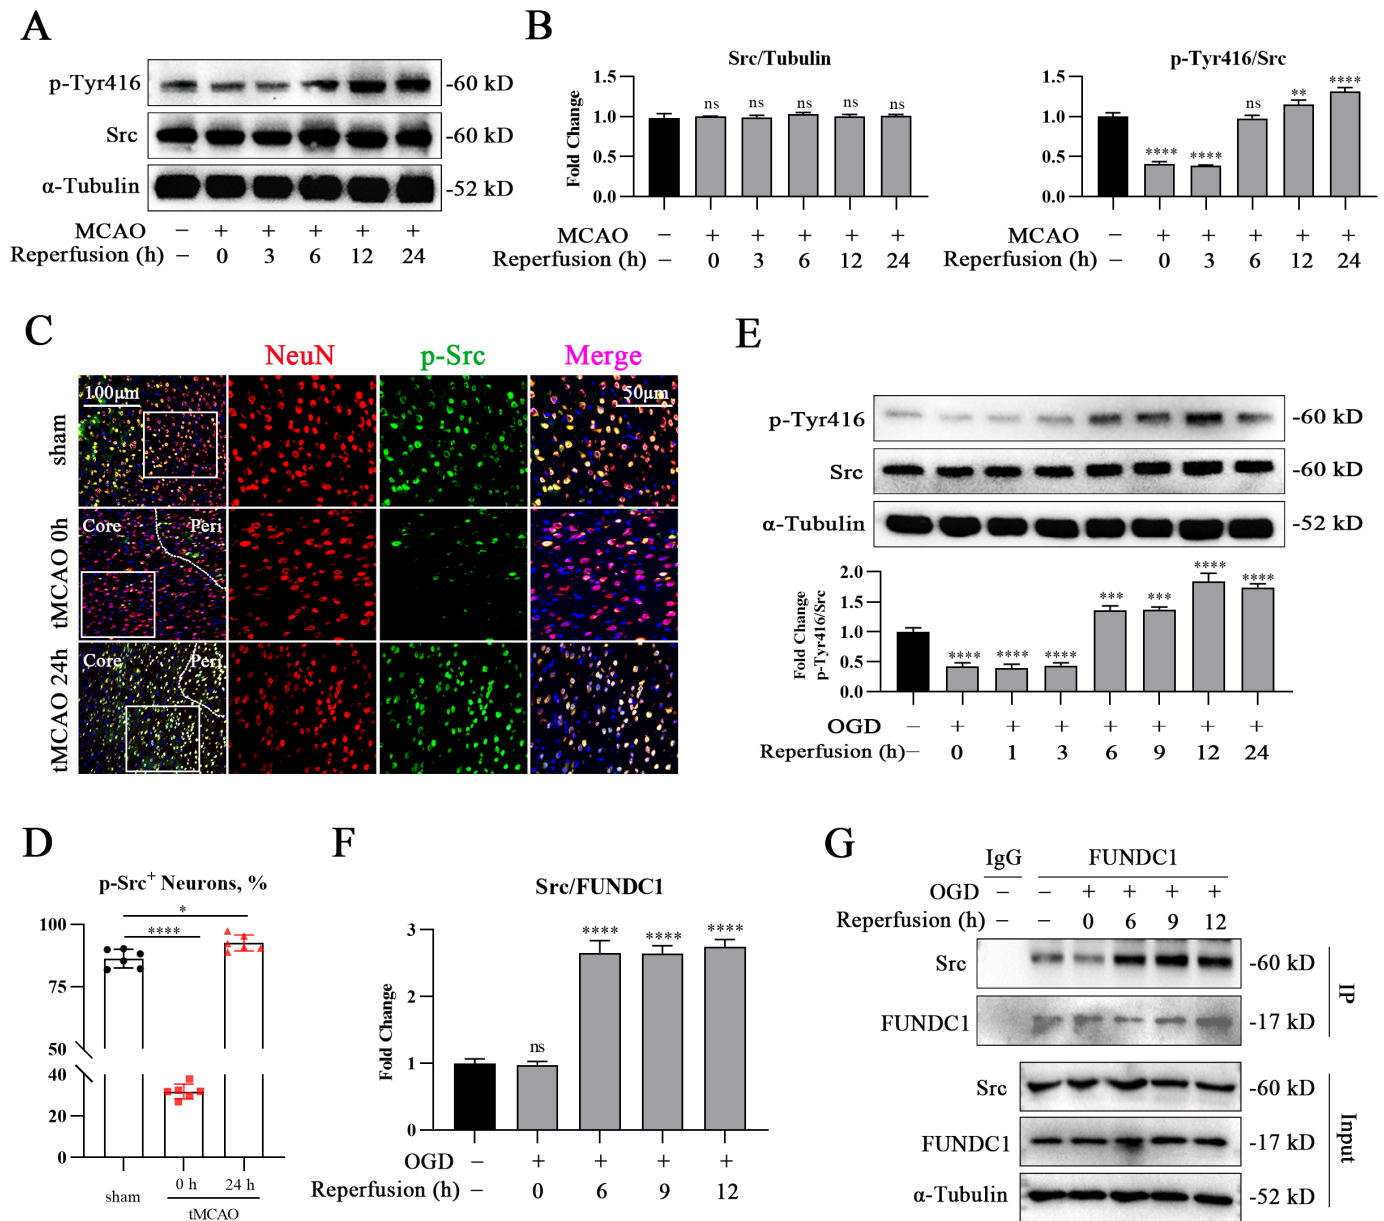 A
p-Tyr416 -60 kD
Src -60 kD
α-Tubulin -52 kD
MCAO − + + + + +
Reperfusion (h) − 0 3 6 12 24
B
Src/Tubulin
Fold Change
1.5
1.0
0.5
0.0
ns ns ns ns ns
MCAO − + + + + +
Reperfusion (h) − 0 3 6 12 24
p-Tyr416/Src
1.5
1.0
0.5
0.0
**** **** ns ** ****
MCAO − + + + + +
Reperfusion (h) − 0 3 6 12 24
C
NeuN p-Src Merge
sham
100μm
50μm
tMCAO 0h
Core Peri
tMCAO 24h
Core Peri
D
p-Src+ Neurons, %
*
****
100
75
50
40
20
0
sham
0 h 24 h
tMCAO
E
p-Tyr416 -60 kD
Src -60 kD
α-Tubulin -52 kD
Fold Change
p-Tyr416/Src
2.0
1.5
1.0
0.5
0.0
**** **** **** *** *** **** ****
OGD − + + + + + + +
Reperfusion (h) − 0 1 3 6 9 12 24
F
Src/FUNDC1
Fold Change
3
2
1
0
ns **** **** ****
OGD − + + + +
Reperfusion (h) − 0 6 9 12
G
IgG FUNDC1
OGD − − + + + +
Reperfusion (h) − − 0 6 9 12
Src -60 kD
FUNDC1 -17 kD
IP
Src -60 kD
FUNDC1 -17 kD
α-Tubulin -52 kD
Input